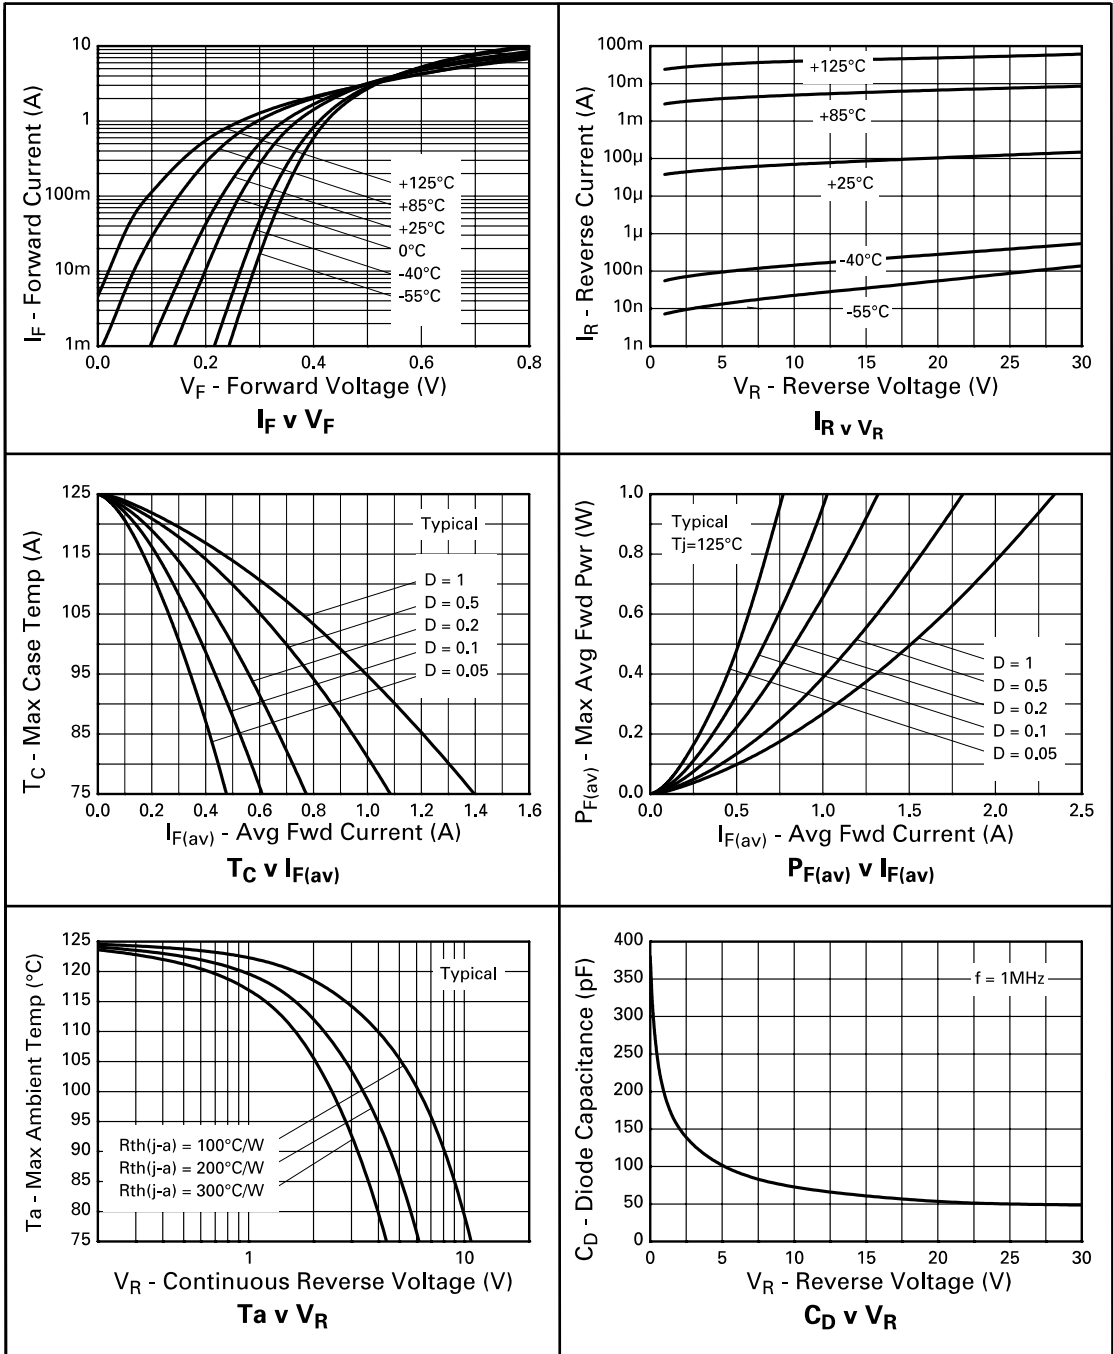 10
1
100m
10m
1m
0.0
0.2
0.4
0.6
0.8
+125°C
+85°C
+25°C
0°C
-40°C
-55°C
IF - Forward Current (A)
VF - Forward Voltage (V)
IF v VF
100m
10m
1m
100µ
10µ
1µ
100n
10n
1n
0
5
10
15
20
25
30
+125°C
+85°C
+25°C
-40°C
-55°C
IR - Reverse Current (A)
VR - Reverse Voltage (V)
IR v VR
125
115
105
95
85
75
0.0
0.2
0.4
0.6
0.8
1.0
1.2
1.4
1.6
Typical
D = 1
D = 0.5
D = 0.2
D = 0.1
D = 0.05
TC - Max Case Temp (A)
IF(av) - Avg Fwd Current (A)
TC v IF(av)
1.0
0.8
0.6
0.4
0.2
0.0
0.0
0.5
1.0
1.5
2.0
2.5
Typical
Tj=125°C
D = 1
D = 0.5
D = 0.2
D = 0.1
D = 0.05
PF(av) - Max Avg Fwd Pwr (W)
IF(av) - Avg Fwd Current (A)
PF(av) v IF(av)
125
120
115
110
105
100
95
90
85
80
75
1
10
Typical
Rth(j-a) = 100°C/W
Rth(j-a) = 200°C/W
Rth(j-a) = 300°C/W
Ta - Max Ambient Temp (°C)
VR - Continuous Reverse Voltage (V)
Ta v VR
400
350
300
250
200
150
100
50
0
0
5
10
15
20
25
30
f = 1MHz
CD - Diode Capacitance (pF)
VR - Reverse Voltage (V)
CD v VR